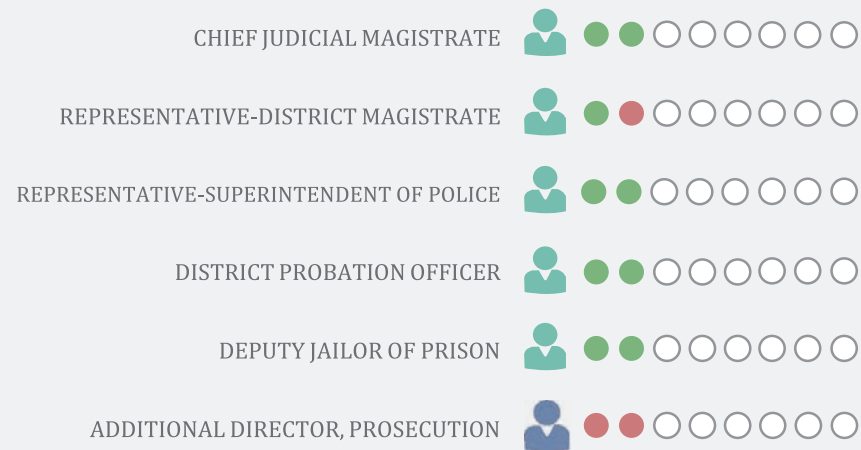 CHIEF JUDICIAL MAGISTRATE
REPRESENTATIVE-DISTRICT MAGISTRATE
REPRESENTATIVE-SUPERINTENDENT OF POLICE
DISTRICT PROBATION OFFICER
DEPUTY JAILOR OF PRISON
ADDITIONAL DIRECTOR, PROSECUTION